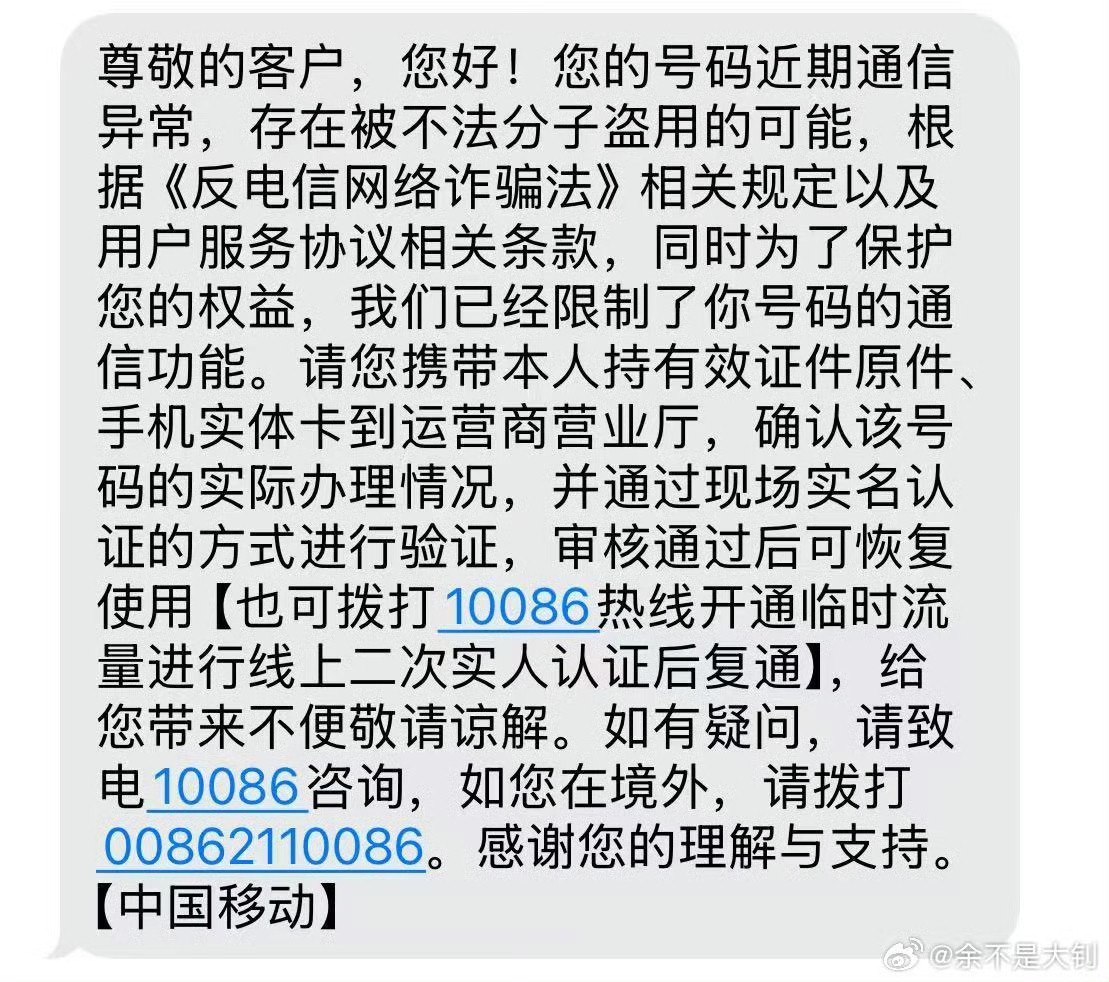 尊敬的客户，您好！您的号码近期通信
异常，存在被不法分子盗用的可能，根
据《反电信网络诈骗法》相关规定以及
用户服务协议相关条款，同时为了保护
您的权益，我们已经限制了你号码的通
信功能。请您携带本人持有效证件原件、
手机实体卡到运营商营业厅，确认该号
码的实际办理情况，并通过现场实名认
证的方式进行验证，审核通过后可恢复
使用【也可拨打10086热线开通临时流
量进行线上二次实人认证后复通】，给
您带来不便敬请谅解。如有疑问，请致
电10086咨询，如您在境外，请拨打
00862110086。感谢您的理解与支持。
【中国移动】
@余不是大钊